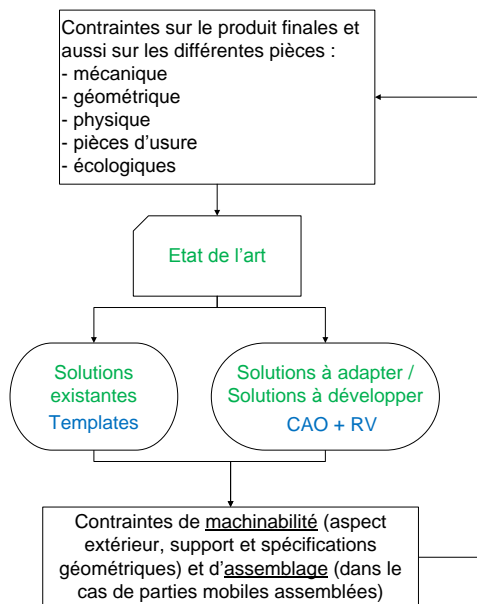 Contraintes sur le produit finales et
aussi sur les différentes pièces :
- mécanique
- géométrique
- physique
- pièces d'usure
- écologiques
Etat de l'art
Solutions
existantes
Templates
Solutions à adapter /
Solutions à développer
CAO + RV
Contraintes de machinabilité (aspect
extérieur, support et spécifications
géométriques) et d'assemblage (dans le
cas de parties mobiles assemblées)